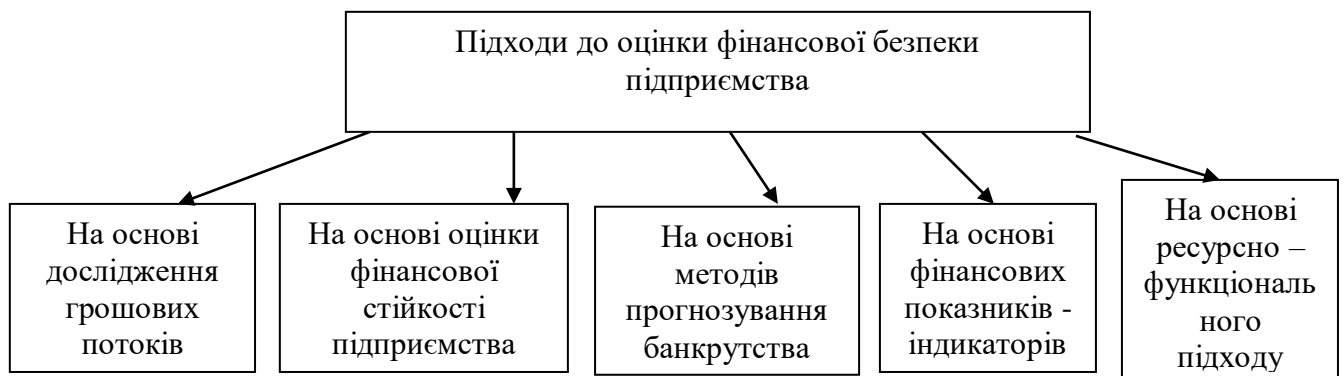 Підходи до оцінки фінансової безпеки
підприємства
На основі
дослідження
грошових
потоків
На основі оцінки
фінансової
стійкості
підприємства
На основі
методів
прогнозування
банкрутства
На основі
фінансових
показників -
індикаторів
На основі
ресурсно –
функціональ
ного
підходу